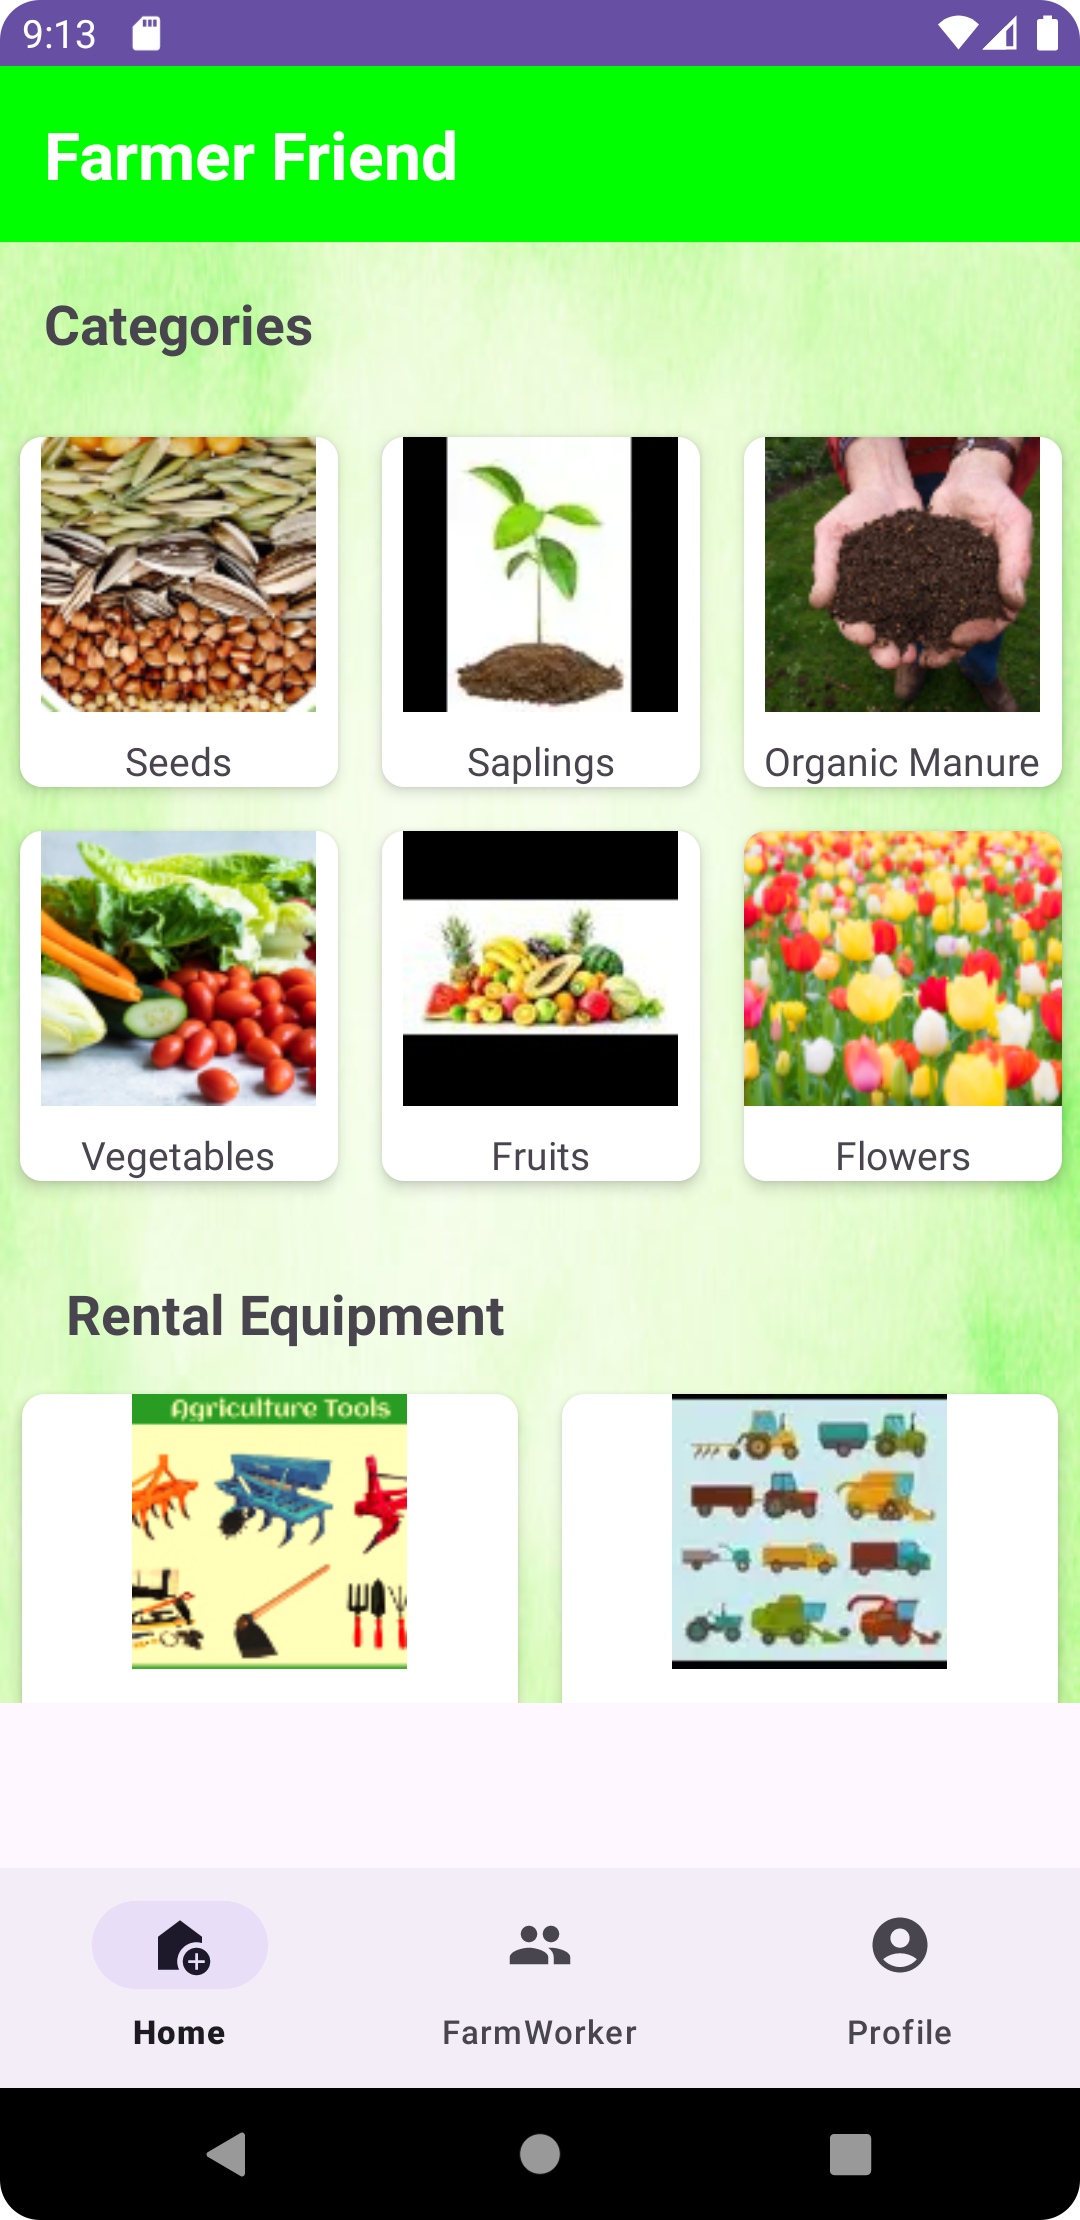 9:13
Farmer Friend
Categories
Seeds
Saplings
Organic Manure
Vegetables
Fruits
Flowers
Rental Equipment
Agriculture Tools
Home
FarmWorker
Profile